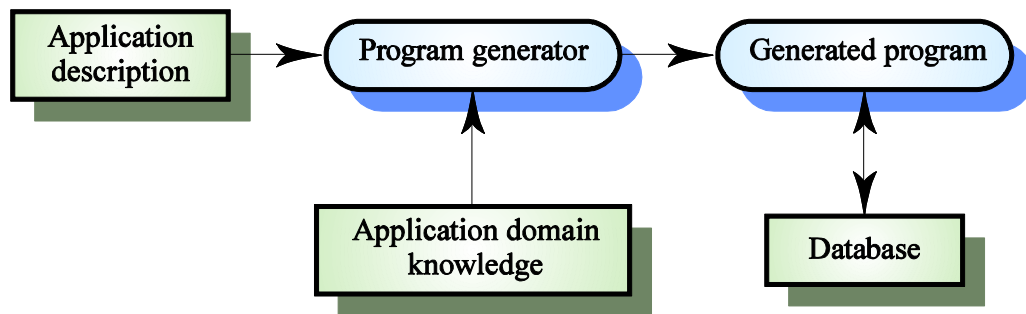 Application
description
Program generator
Generated program
Application domain
knowledge
Database